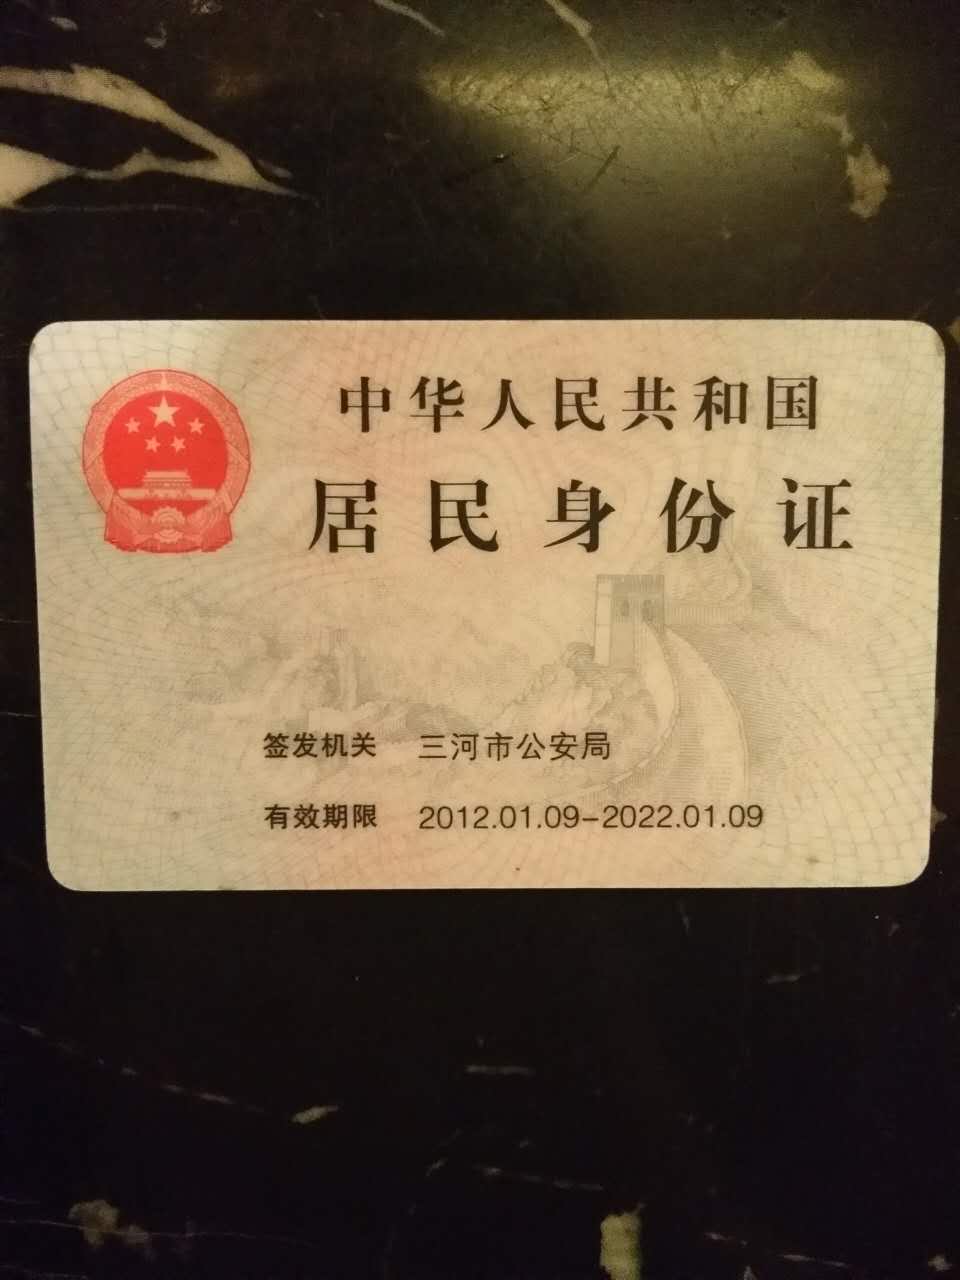 中华人民共和国
居民身份证
签发机关 三河市公安局
有效期限 2012.01.09-2022.01.09